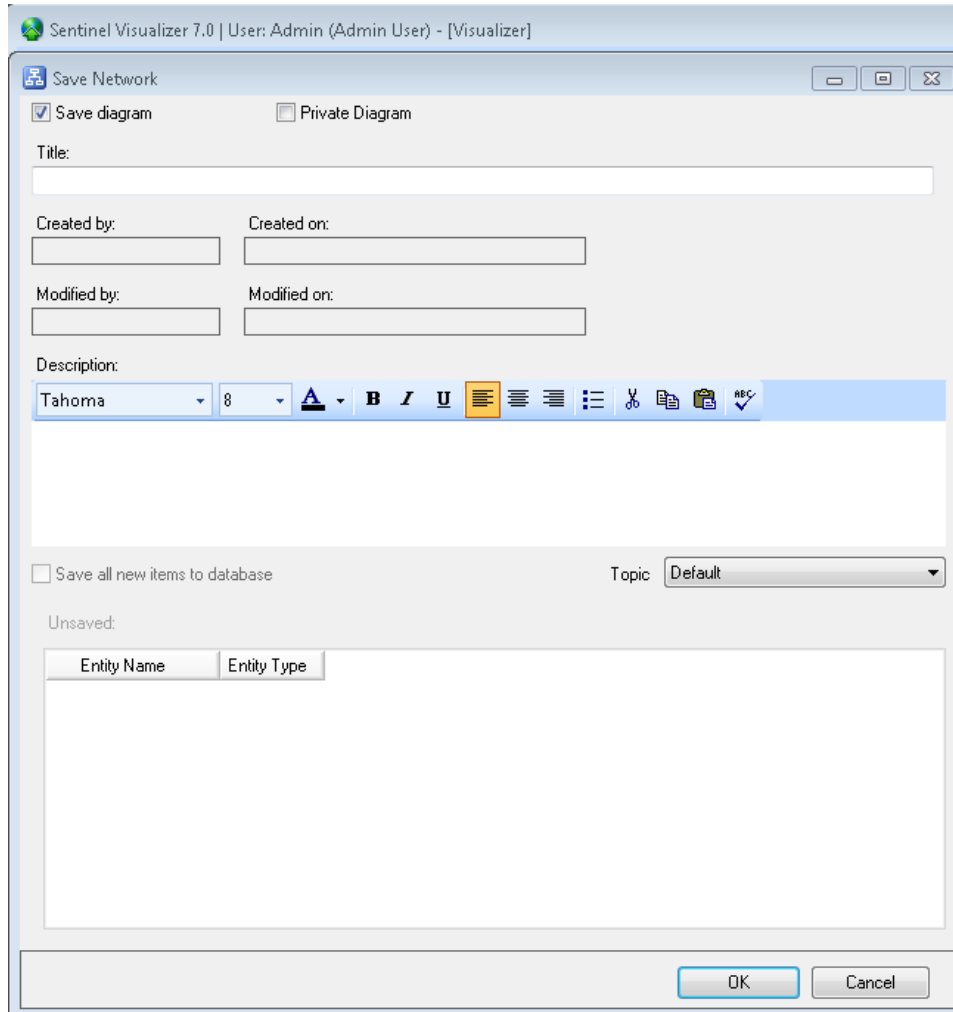 Sentinel Visualizer 7.0 | User: Admin (Admin User) - [Visualizer]
Save Network
Save diagram Private Diagram
Title:
Created by: Created on:
Modified by: Modified on:
Description:
Tahoma 8 A B I U ABC
Save all new items to database Topic Default
Unsaved:
Entity Name Entity Type
OK Cancel